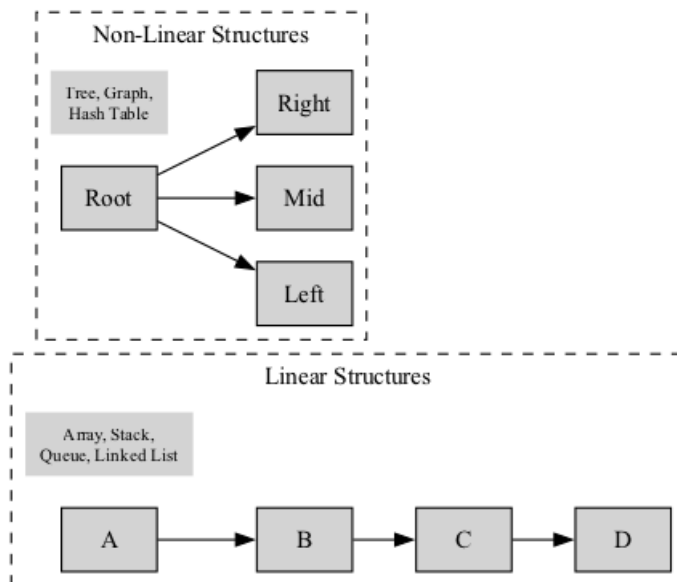 Non-Linear Structures
Tree, Graph,
Hash Table
Right
Root
Mid
Left
Linear Structures
Array, Stack,
Queue, Linked List
A
B
C
D